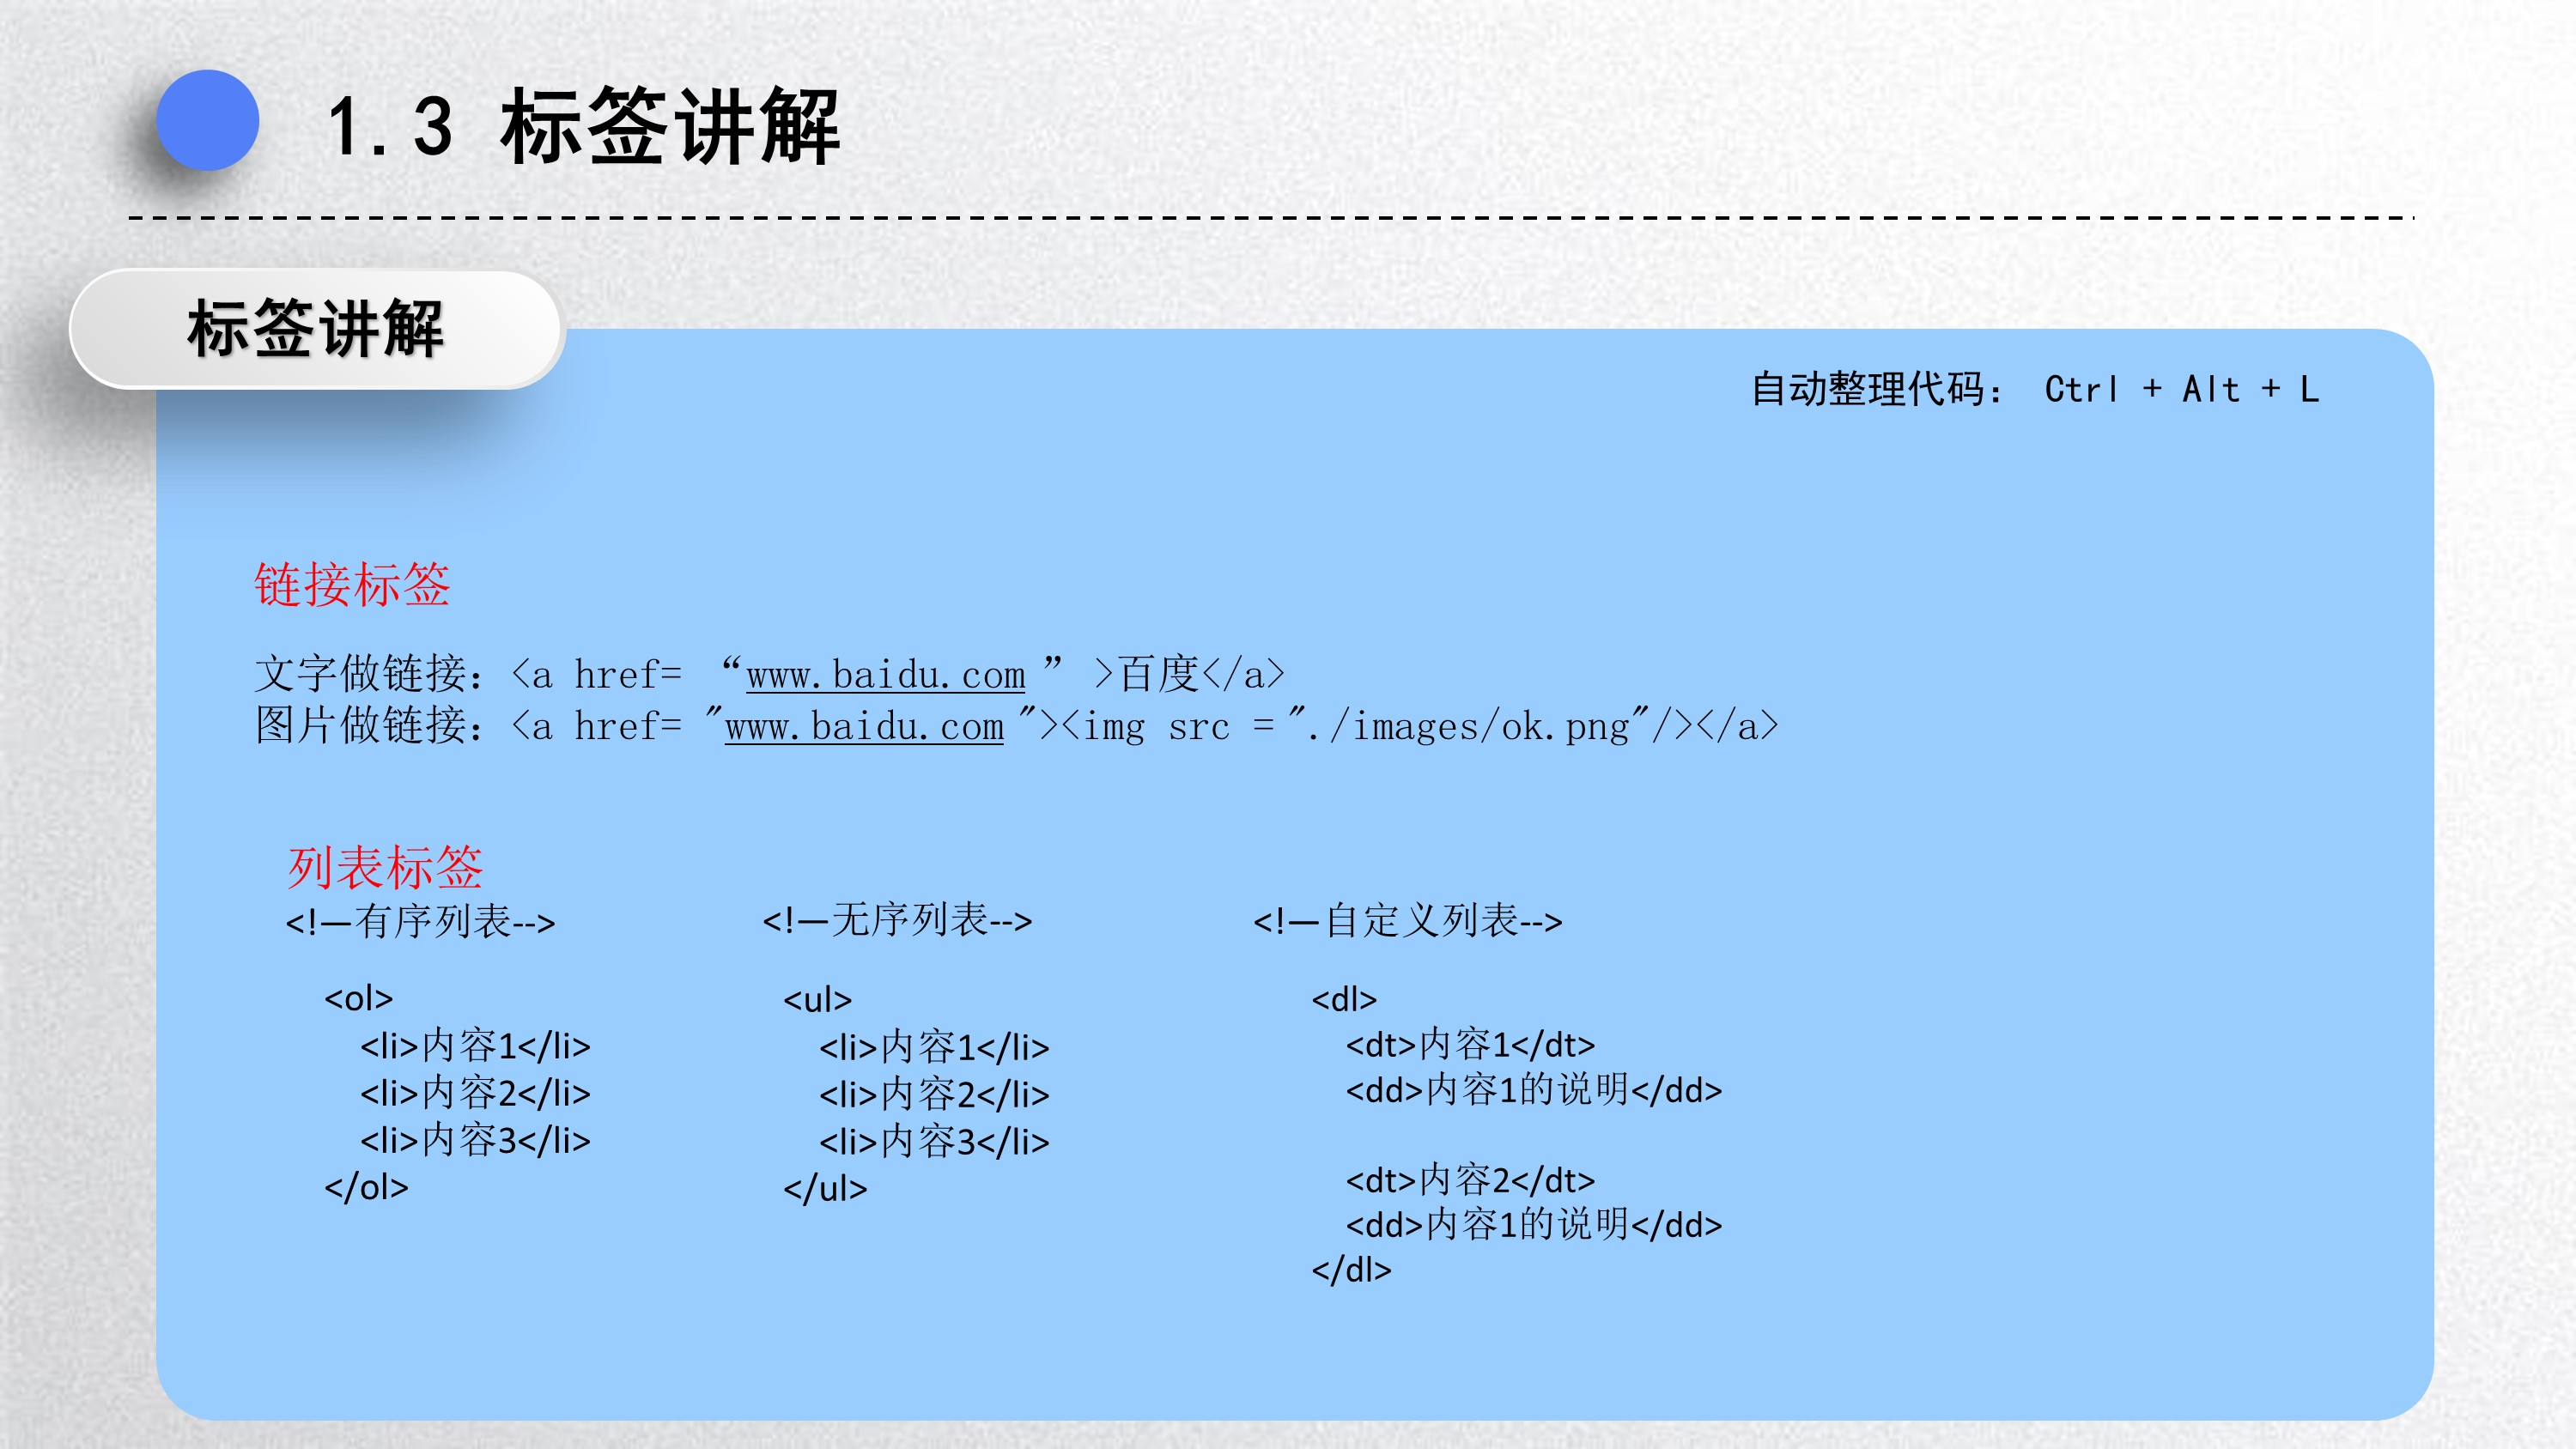 1.3 标签讲解
标签讲解
自动整理代码： Ctrl + Alt + L
链接标签
文字做链接：<a href= “www.baidu.com ” >百度</a>
图片做链接：<a href= "www.baidu.com "><img src = "./images/ok.png"/></a>
列表标签
<!—有序列表-->
<ol>
<li>内容1</li>
<li>内容2</li>
<li>内容3</li>
</ol>
<!—无序列表-->
<ul>
<li>内容1</li>
<li>内容2</li>
<li>内容3</li>
</ul>
<!—自定义列表-->
<dl>
<dt>内容1</dt>
<dd>内容1的说明</dd>
<dt>内容2</dt>
<dd>内容1的说明</dd>
</dl>